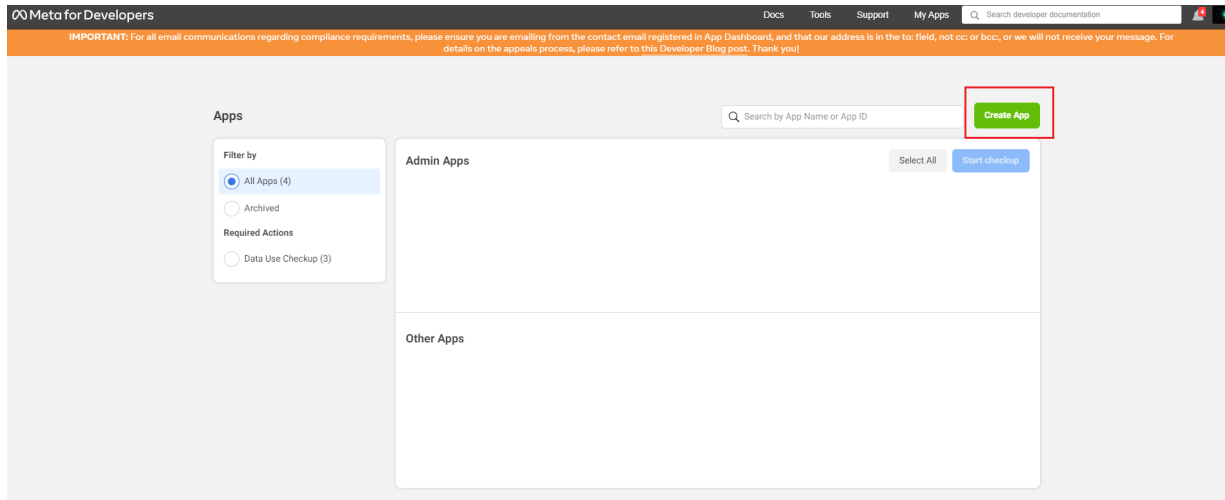 Meta for Developers
Docs Tools Support My Apps Search developer documentation
IMPORTANT: For all email communications regarding compliance requirements, please ensure you are emailing from the contact email registered in App Dashboard, and that our address is in the to: field, not cc: or bcc:, or we will not receive your message. For
details on the appeals process, please refer to this Developer Blog post. Thank you!
Apps
Search by App Name or App ID
Create App
Filter by
All Apps (4)
Archived
Required Actions
Data Use Checkup (3)
Admin Apps
Select All
Start checkup
Other Apps